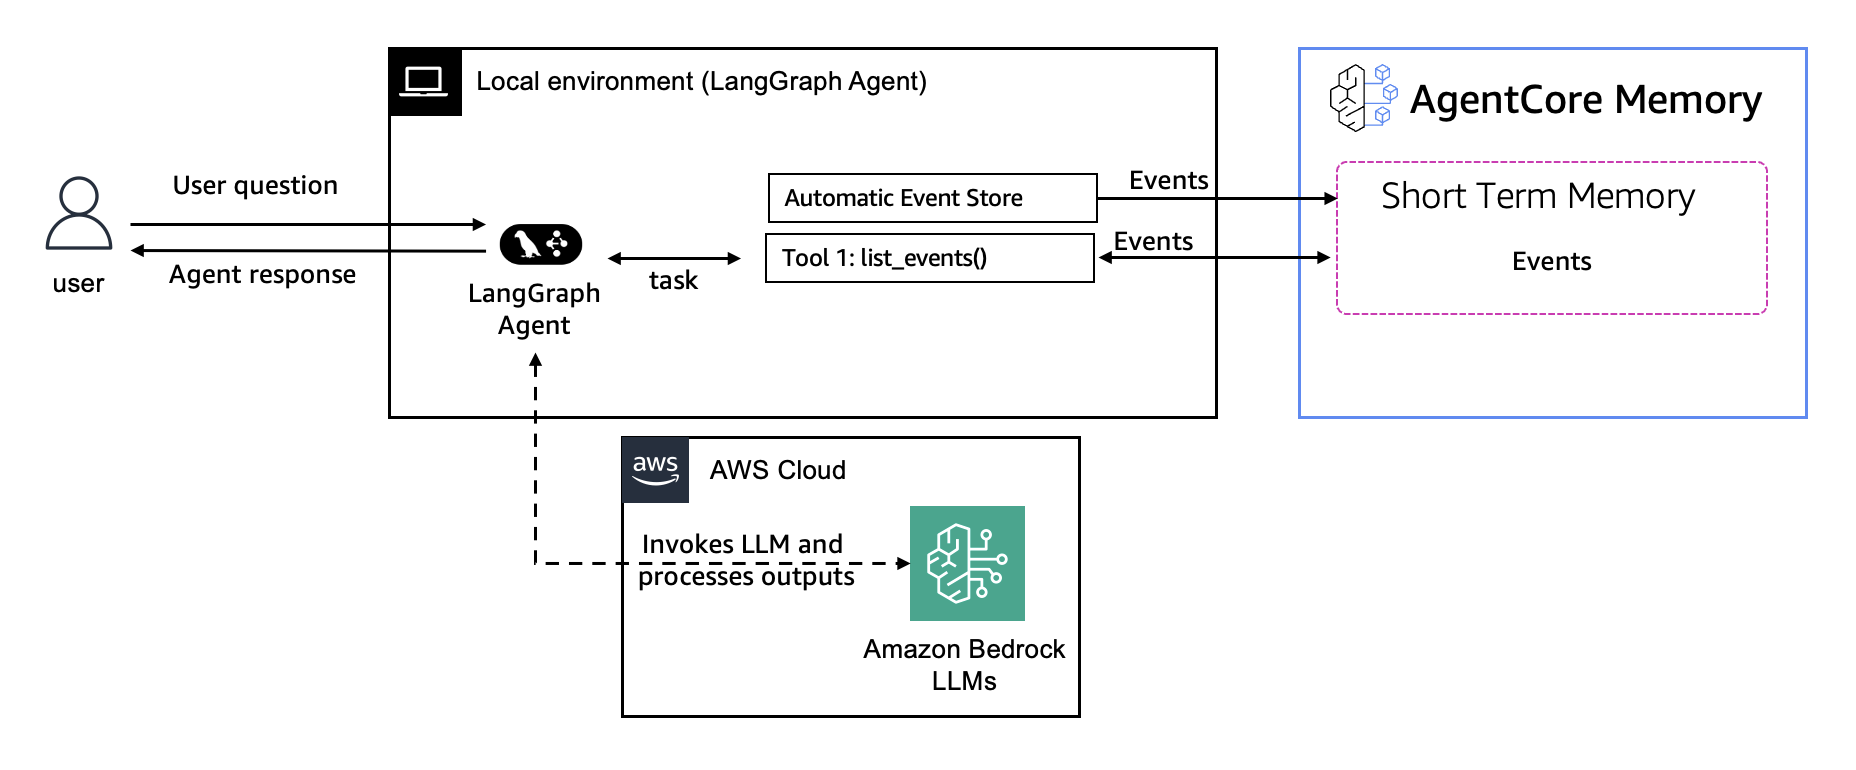 Local environment (LangGraph Agent)
AgentCore Memory
User question
Agent response
user
LangGraph
Agent
task
Automatic Event Store
Tool 1: list_events()
Events
Events
Short Term Memory
Events
aws
AWS Cloud
Invokes LLM and
processes outputs
Amazon Bedrock
LLMs